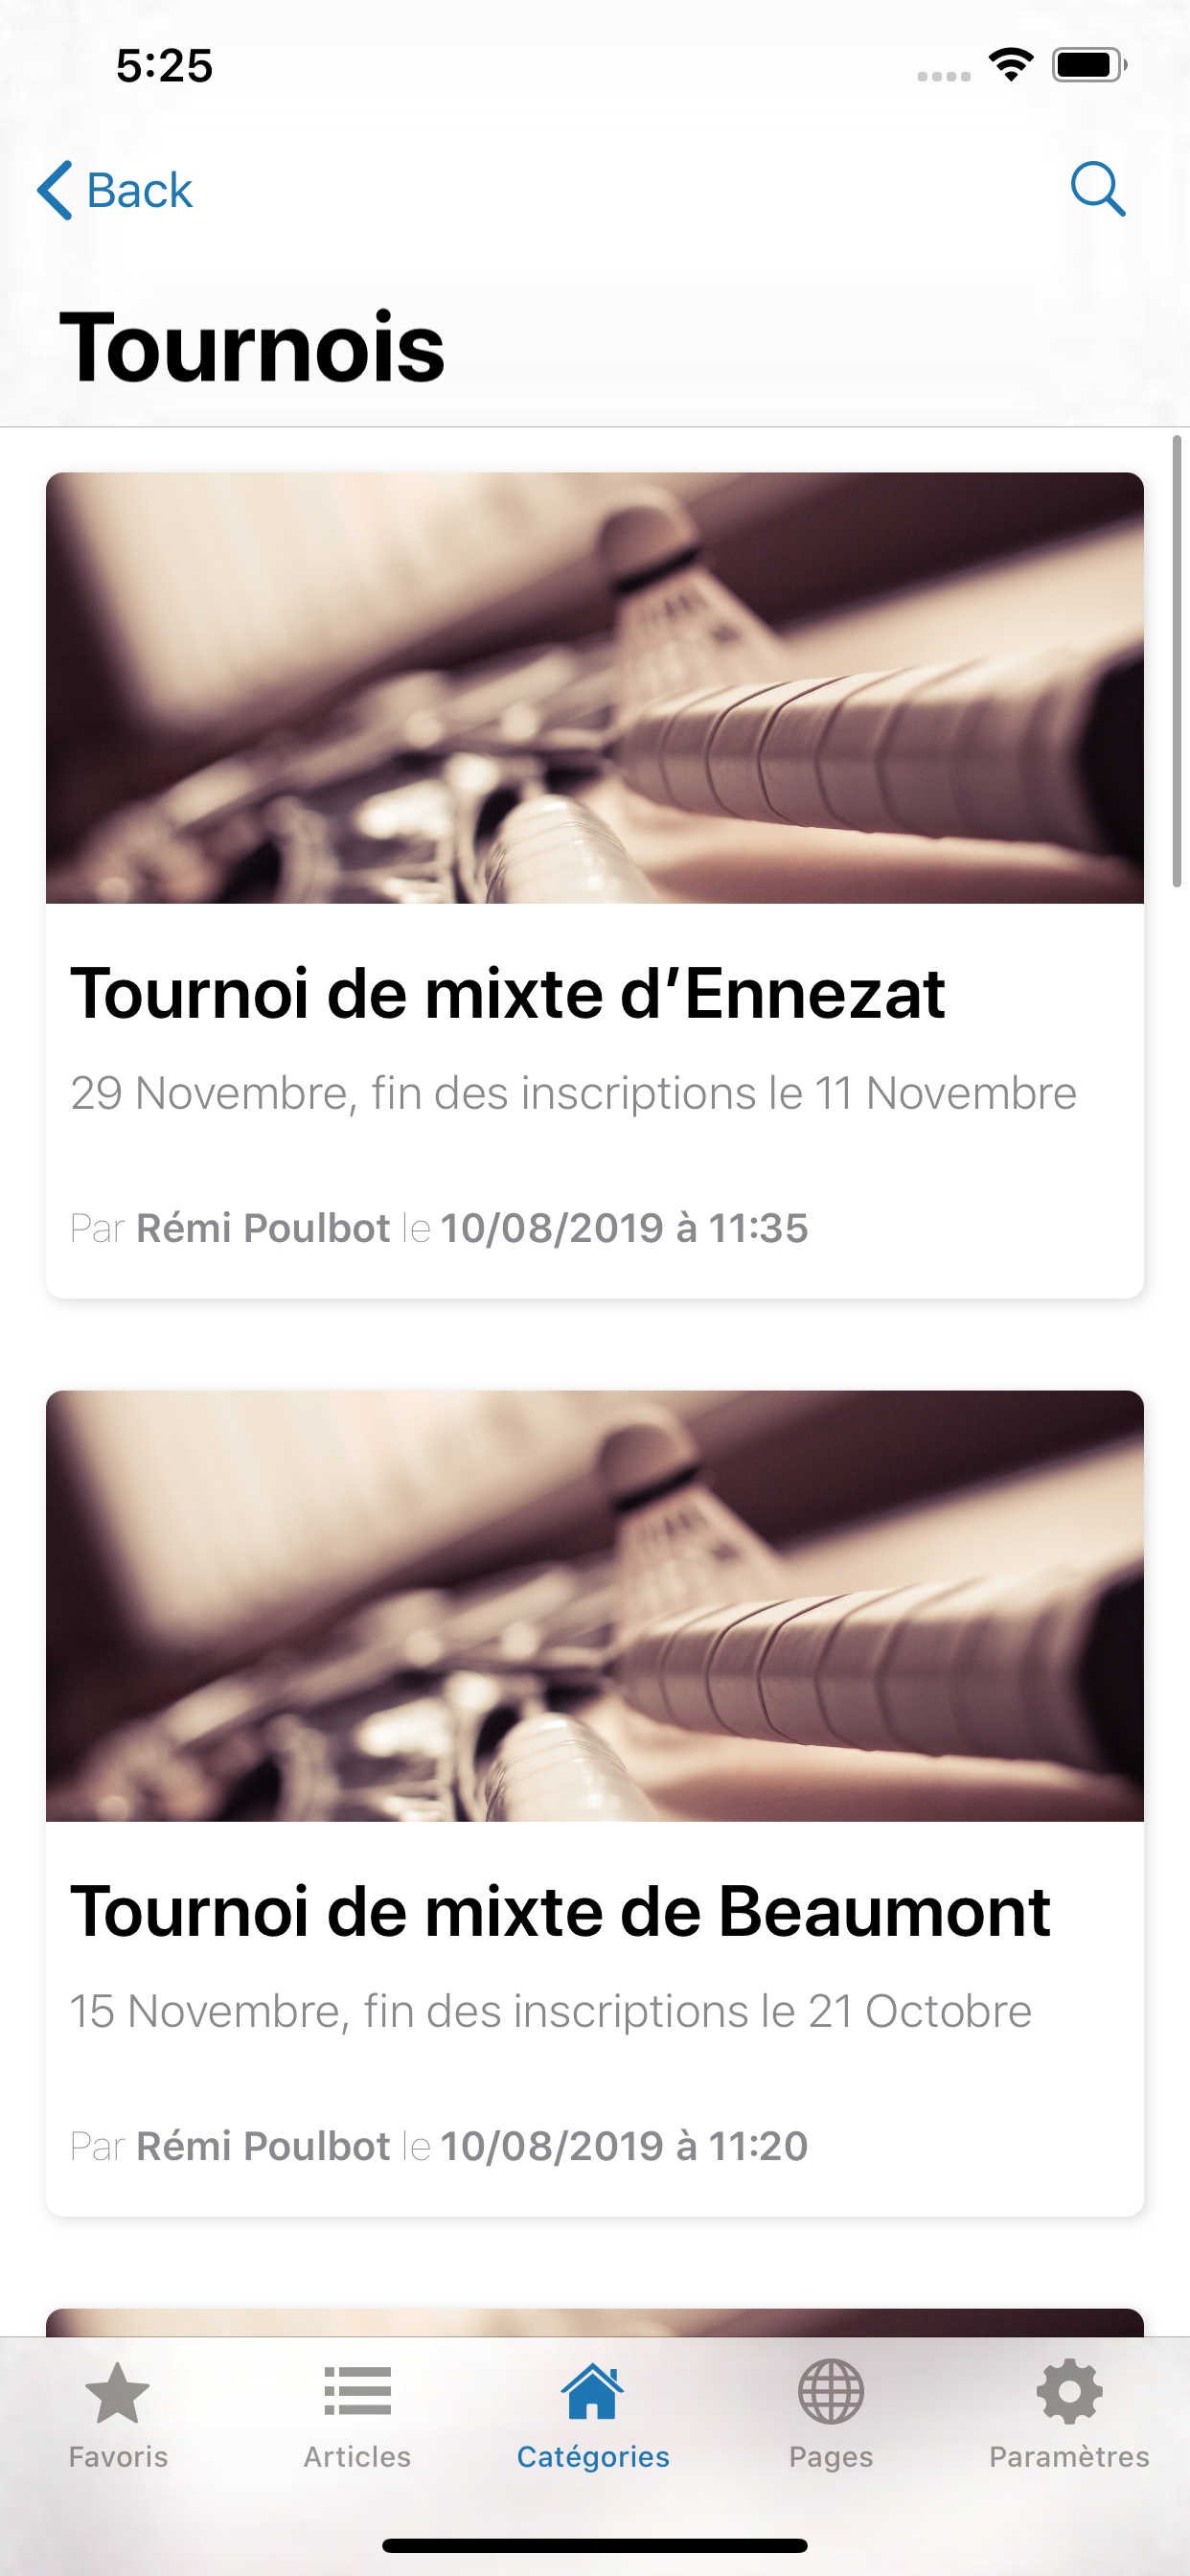 5:25
Back
Tournois
Tournoi de mixte d’Ennezat
29 Novembre, fin des inscriptions le 11 Novembre
Par Rémi Poulbot le 10/08/2019 à 11:35
Tournoi de mixte de Beaumont
15 Novembre, fin des inscriptions le 21 Octobre
Par Rémi Poulbot le 10/08/2019 à 11:20
Favoris Articles Catégories Pages Paramètres